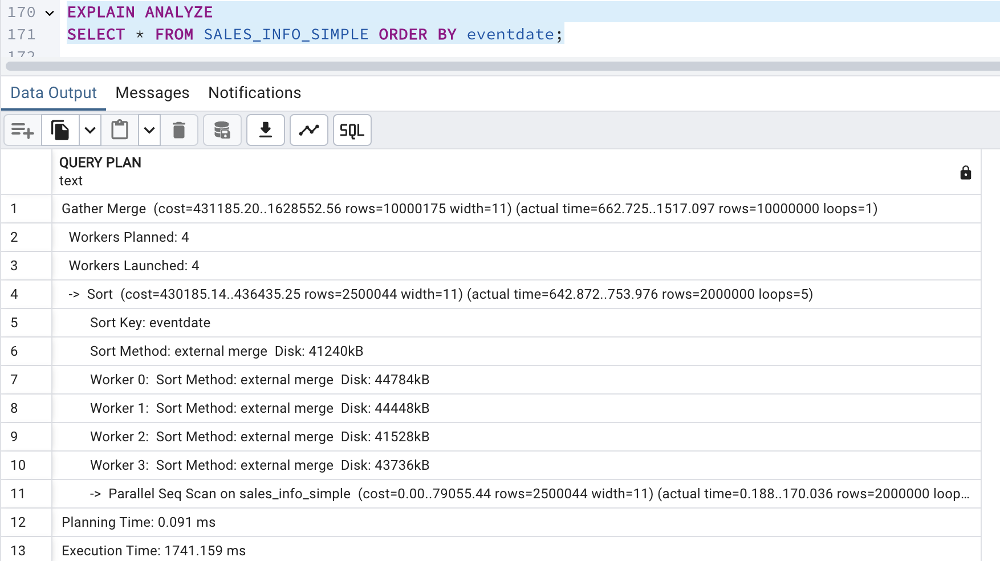 170 EXPLAIN ANALYZE
171 SELECT * FROM SALES_INFO_SIMPLE ORDER BY eventdate;
172
Data Output Messages Notifications
SQL
QUERY PLAN
text
1 Gather Merge (cost=431185.20..1628552.56 rows=10000175 width=11) (actual time=662.725..1517.097 rows=10000000 loops=1)
2 Workers Planned: 4
3 Workers Launched: 4
4 -> Sort (cost=430185.14..436435.25 rows=2500044 width=11) (actual time=642.872..753.976 rows=2000000 loops=5)
5 Sort Key: eventdate
6 Sort Method: external merge Disk: 41240kB
7 Worker 0: Sort Method: external merge Disk: 44784kB
8 Worker 1: Sort Method: external merge Disk: 44448kB
9 Worker 2: Sort Method: external merge Disk: 41528kB
10 Worker 3: Sort Method: external merge Disk: 43736kB
11 -> Parallel Seq Scan on sales_info_simple (cost=0.00..79055.44 rows=2500044 width=11) (actual time=0.188..170.036 rows=2000000 loop...
12 Planning Time: 0.091 ms
13 Execution Time: 1741.159 ms